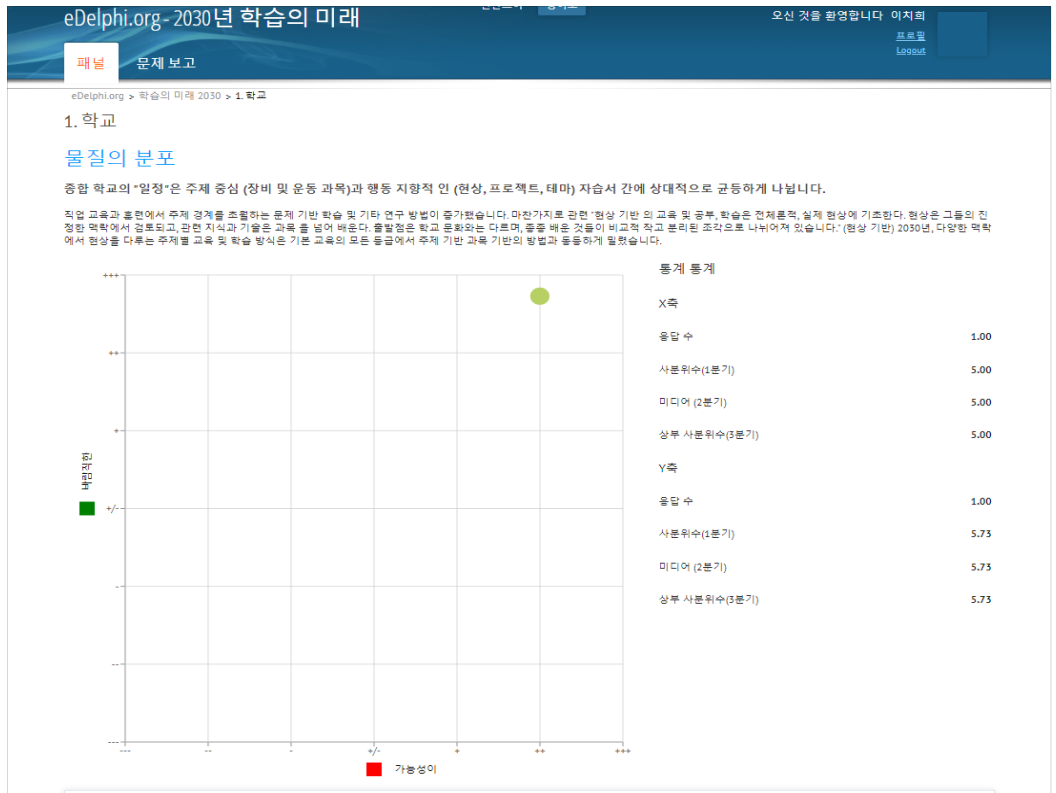 eDelphi.org - 2030년 학습의 미래
오신 것을 환영합니다 이치희
프로필
Logout
패널 문제 보고
eDelphi.org > 학습의 미래 2030 > 1. 학교
1. 학교
물질의 분포
종합 학교의 "일정"은 주제 중심 (장비 및 운동 과목)과 행동 지향적 인 (현상, 프로젝트, 테마) 자습서 간에 상대적으로 균등하게 나뉩니다.
직업 교육과 훈련에서 주제 경계를 초월하는 문제 기반 학습 및 기타 연구 방법이 증가했습니다. 마찬가지로 관련 '현상 기반 의 교육 및 공부, 학습은 전체론적, 실제 현상에 기초한다. 현상은 그들의 진
정한 맥락에서 검토되고, 관련 지식과 기술은 과목 을 넘어 배운다. 출발점은 학교 문화와는 다르며, 종종 배운 것들이 비교적 작고 분리된 조각으로 나뉘어져 있습니다.' (현상 기반) 2030년, 다양한 맥락
에서 현상을 다루는 주제별 교육 및 학습 방식은 기본 교육의 모든 등급에서 주제 기반 과목 기반의 방법과 동등하게 밀렸습니다.
통계 통계
X축
응답 수 1.00
사분위수(1분기) 5.00
미디어 (2분기) 5.00
상부 사분위수(3분기) 5.00
Y축
응답 수 1.00
사분위수(1분기) 5.73
미디어 (2분기) 5.73
상부 사분위수(3분기) 5.73
+++
++
+
바람직한
+/-
-
--
---
--- -- - +/- + ++ +++
가능성이